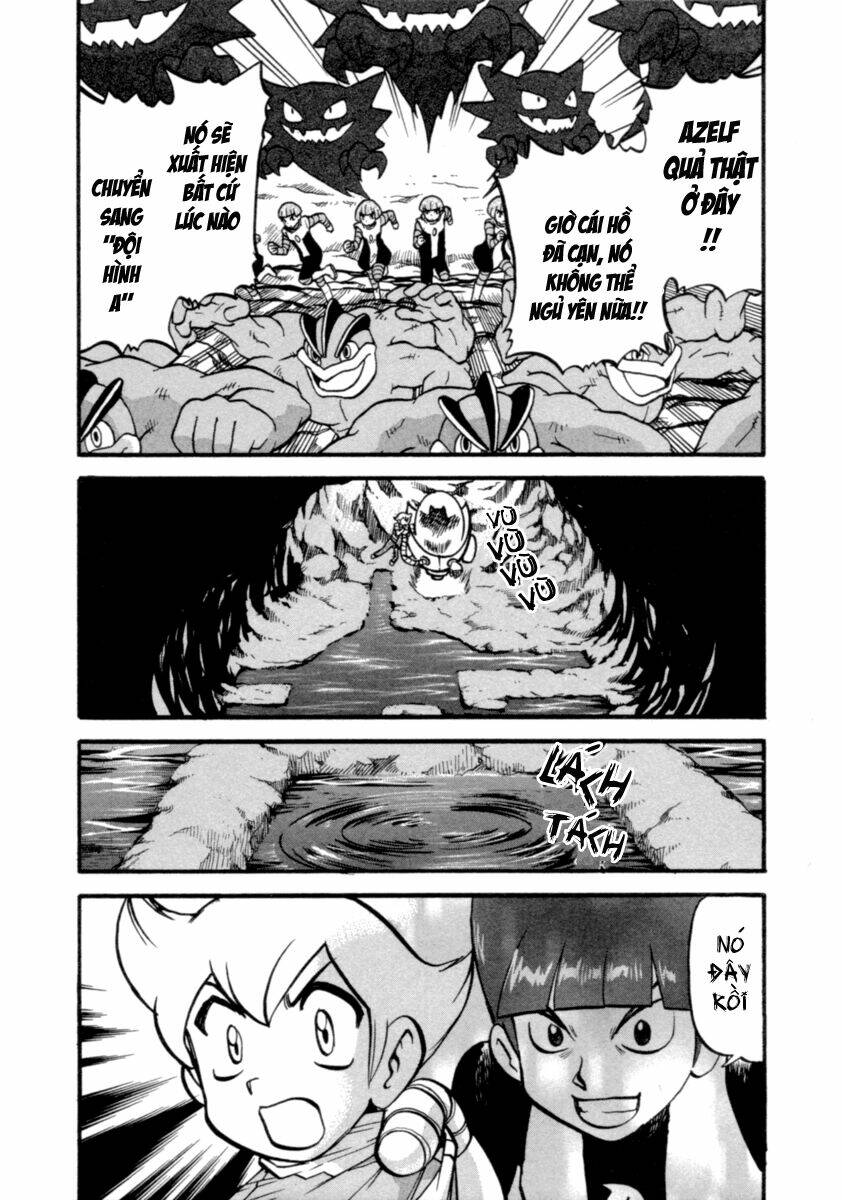 AZELF
QUẢ THẬT
Ở ĐÂY
!!
GIỜ CÁI HỒ
ĐÃ CẠN, NÓ
KHÔNG THỂ
NGỦ YÊN NỮA!!
NÓ SẼ
XUẤT HIỆN
BẤT CỨ
LÚC NÀO
CHUYỂN
SANG
"ĐỘI
HÌNH
A"
VÙ
VÙ
VÙ
VÙ
LÁCH
TÁCH
NÓ
ĐÂY
RỒI